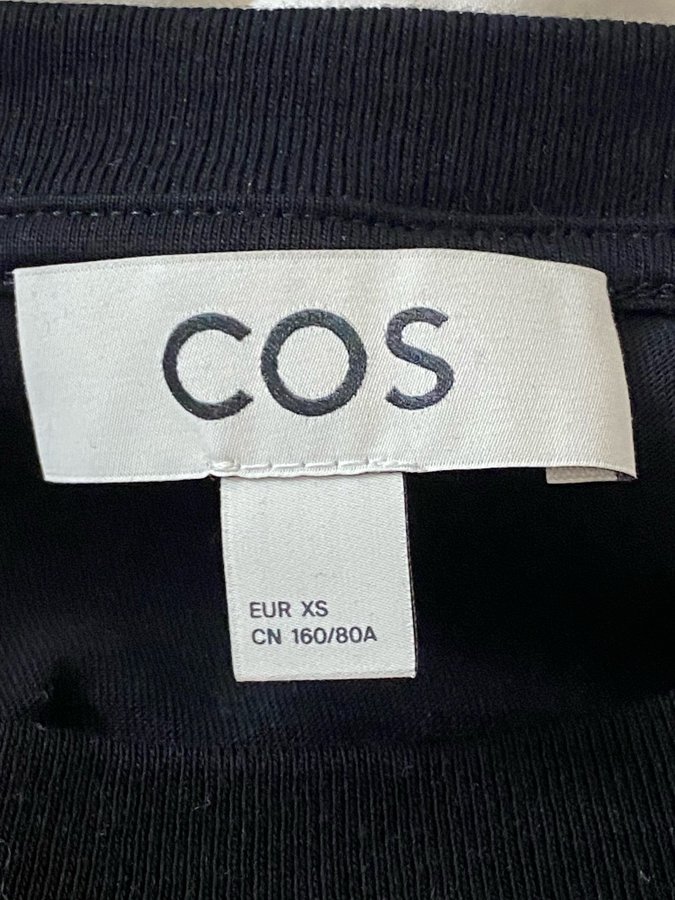 COS
EUR XS
CN 160/80A